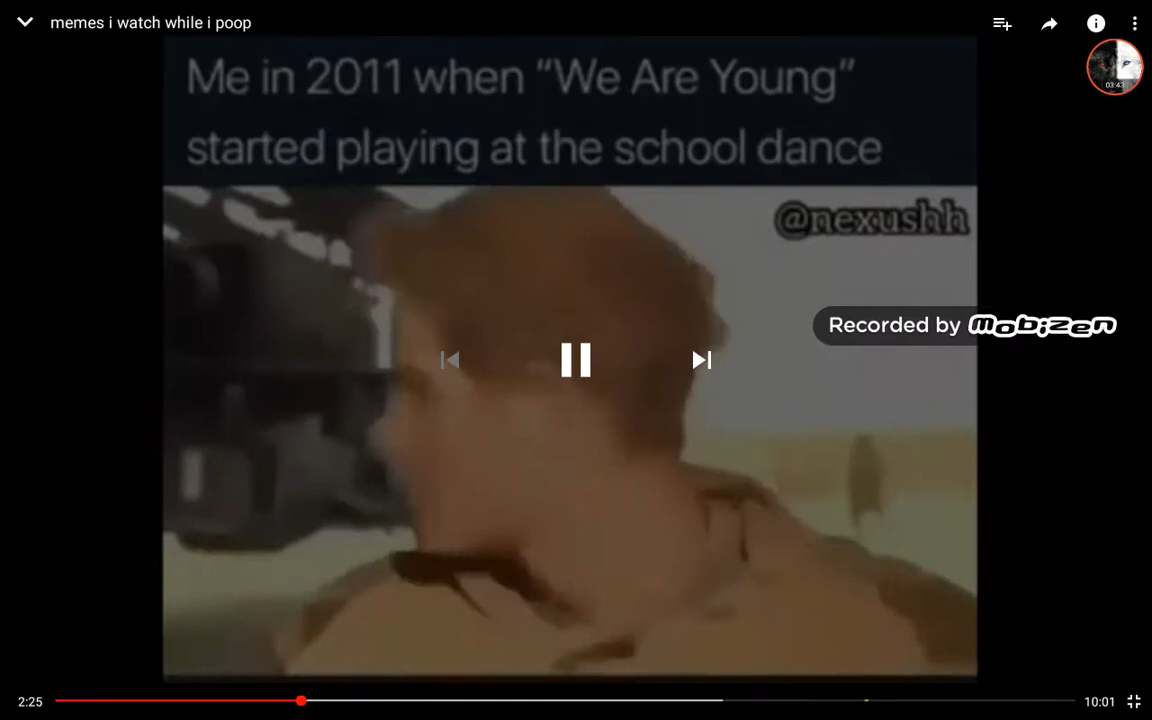 memes i watch while i poop
03:43
Me in 2011 when “We Are Young”
started playing at the school dance
@nexushh
Recorded by mobizen
2:25
10:01